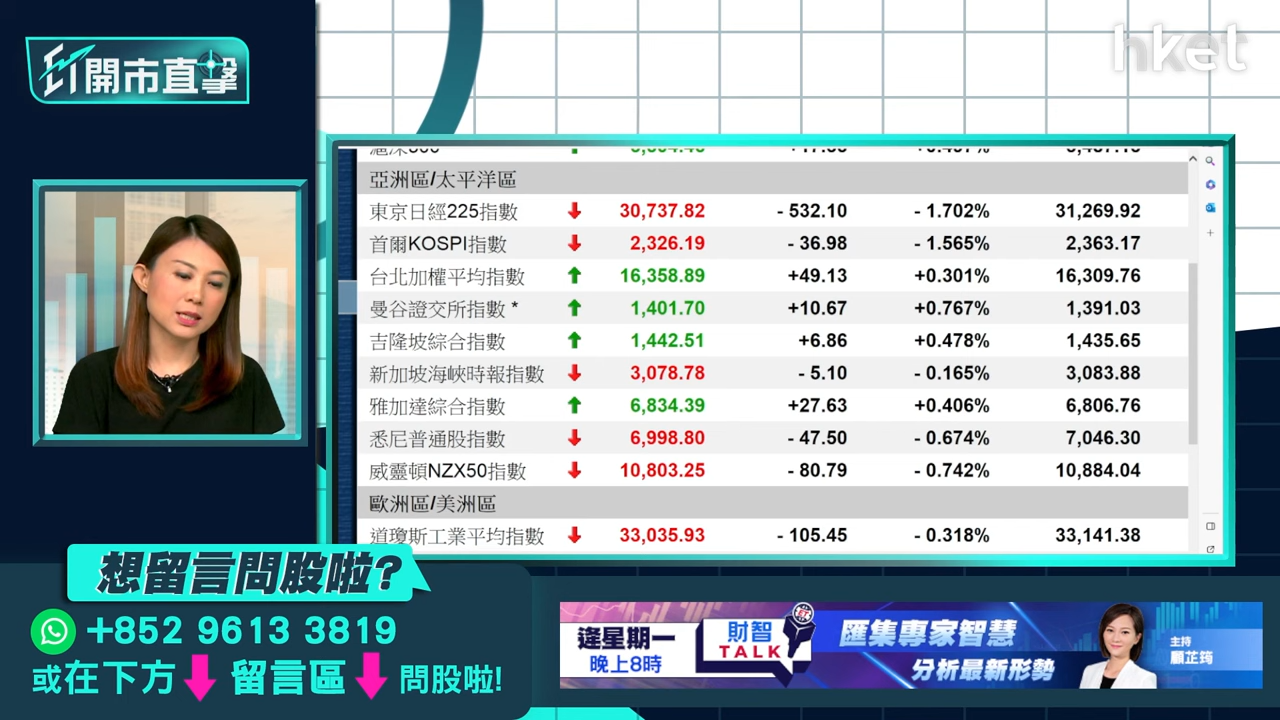 hket
ET開市直擊
亞洲區/太平洋區
東京日經225指數 30,737.82 - 532.10 - 1.702% 31,269.92
首爾KOSPI指數 2,326.19 - 36.98 - 1.565% 2,363.17
台北加權平均指數 16,358.89 +49.13 +0.301% 16,309.76
曼谷證交所指數 * 1,401.70 +10.67 +0.767% 1,391.03
吉隆坡綜合指數 1,442.51 +6.86 +0.478% 1,435.65
新加坡海峽時報指數 3,078.78 - 5.10 - 0.165% 3,083.88
雅加達綜合指數 6,834.39 +27.63 +0.406% 6,806.76
悉尼普通股指數 6,998.80 - 47.50 - 0.674% 7,046.30
威靈頓NZX50指數 10,803.25 - 80.79 - 0.742% 10,884.04
歐洲區/美洲區
道瓊斯工業平均指數 33,035.93 - 105.45 - 0.318% 33,141.38
想留言問股啦?
+852 9613 3819
或在下方 留言區 問股啦!
逢星期一
晚上8時
財智
TALK
匯集專家智慧
分析最新形勢
主持
顧芷筠